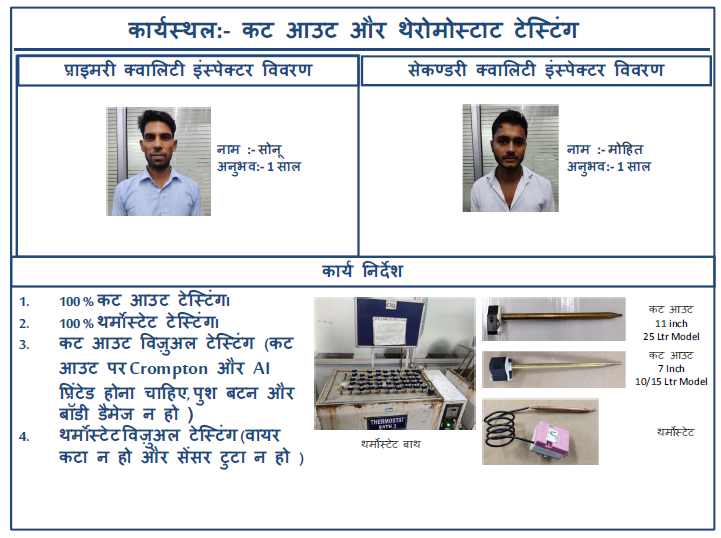 कार्यस्थल:- कट आउट और थेरोमोस्टाट टेस्टिंग
प्राइमरी क्वालिटी इंस्पेक्टर विवरण
सेकण्डरी क्वालिटी इंस्पेक्टर विवरण
नाम :- सोनू
अनुभव:- 1 साल
नाम :- मोहित
अनुभव:- 1 साल
कार्य निर्देश
1. 100 % कट आउट टेस्टिंग।
2. 100 % थर्मोस्टेट टेस्टिंग।
3. कट आउट विज़ुअल टेस्टिंग (कट
आउट पर Crompton और AI
प्रिंटेड होना चाहिए, पुश बटन और
बॉडी डैमेज न हो )
4. थर्मोस्टेट विज़ुअल टेस्टिंग (वायर
कटा न हो और सेंसर टुटा न हो )
THERMOSTAT
BATH 3
थर्मोस्टेट बाथ
कट आउट
11 inch
25 Ltr Model
कट आउट
7 Inch
10/15 Ltr Model
थर्मोस्टेट